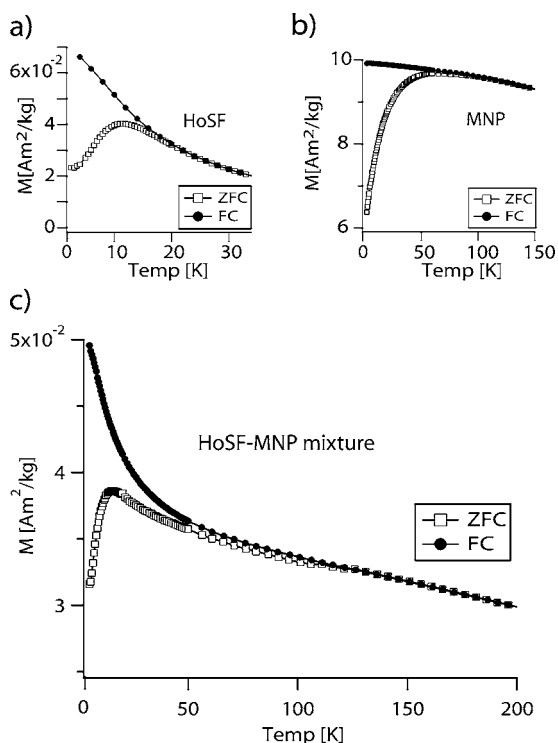 a)
6x10⁻²
4
2
0
M[Am²/kg]
HoSF
ZFC
FC
0 10 20 30
Temp [K]
b)
10
8
6
M[Am²/kg]
MNP
ZFC
FC
0 50 100 150
Temp [K]
c)
5x10⁻²
4
3
M [Am²/kg]
HoSF-MNP mixture
ZFC
FC
0 50 100 150 200
Temp [K]